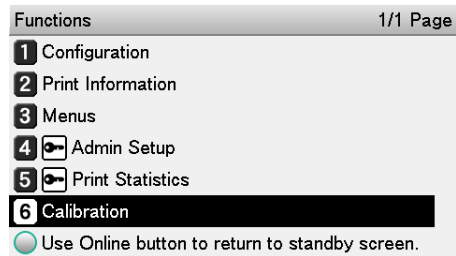 Functions 1/1 Page
1 Configuration
2 Print Information
3 Menus
4 Admin Setup
5 Print Statistics
6 Calibration
Use Online button to return to standby screen.